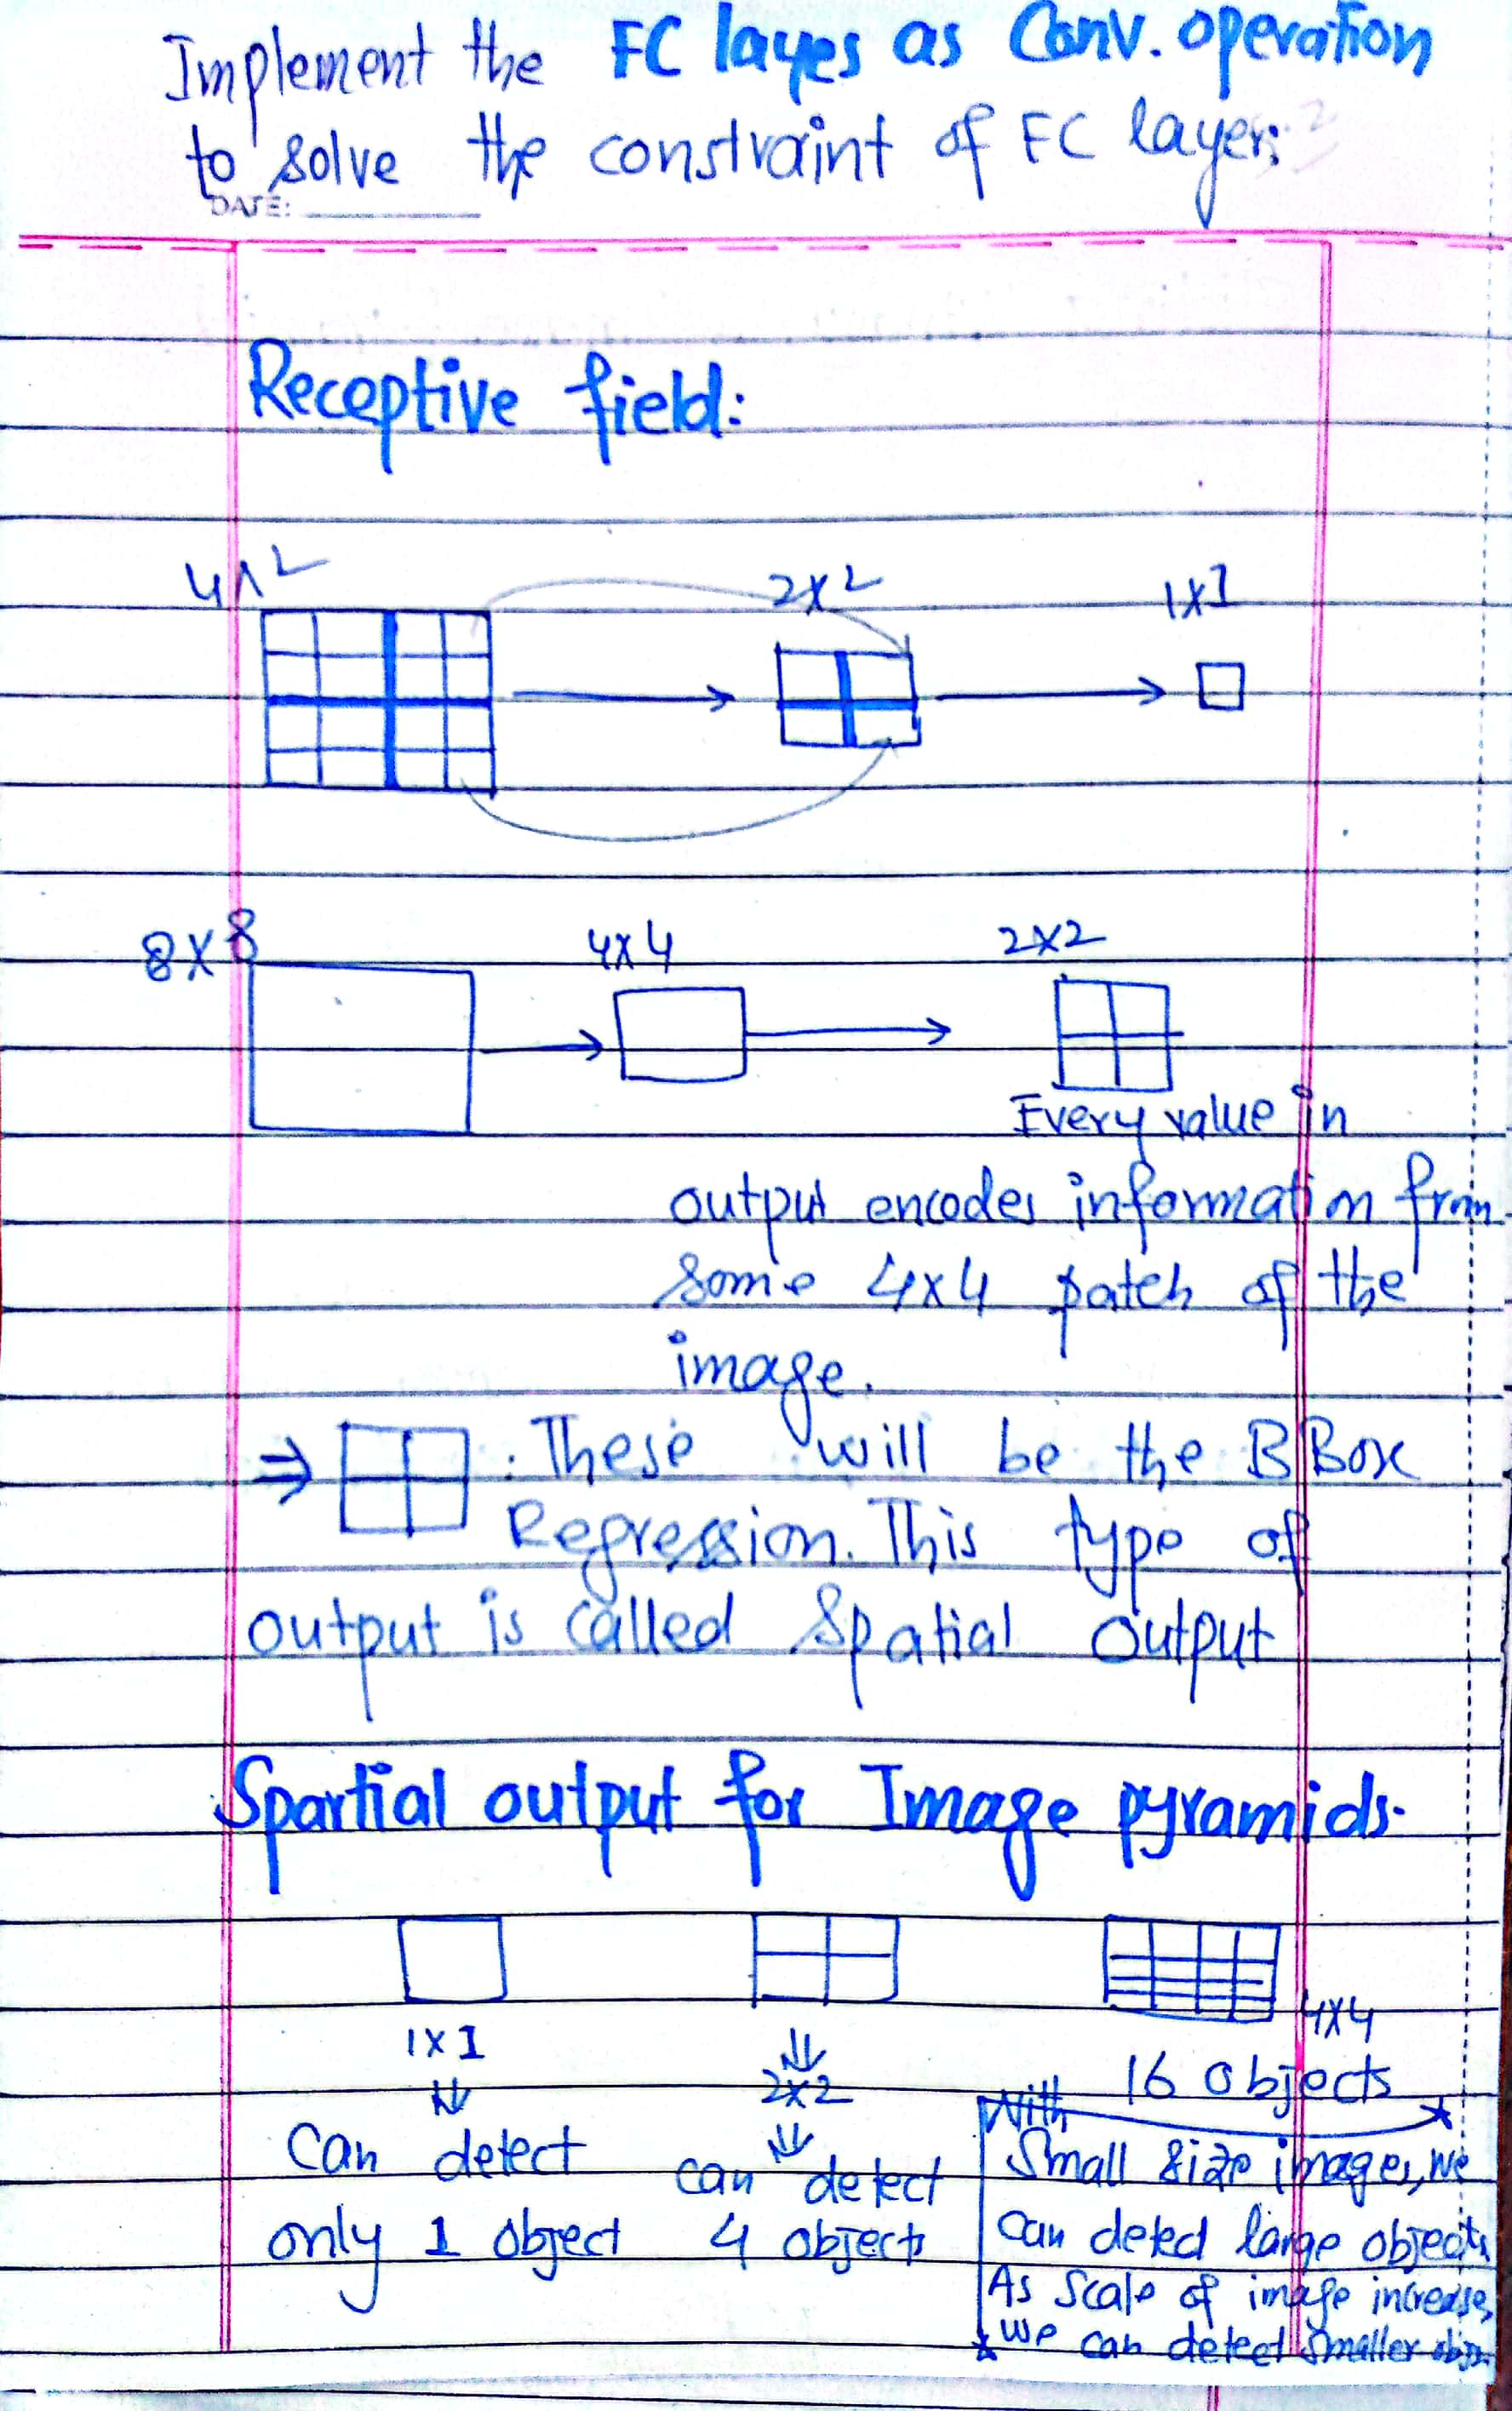 Implement the FC layes as Conv. operation
to solve the constraint of FC layer:
DATE:
Receptive field:
4x2
2x2
1x1
8x8
4x4
2x2
Every value in
output encodes information from
some 4x4 patch of the
image.
⇒ . These will be the BBox
Regression. This type of
output is called Spatial Output
Spartial output for Image pyramids.
1x1
Can detect
only 1 object
2x2
can detect
4 objects
4x4
16 objects
With
Small size images, we
can detect large objects
As Scale of image increase,
we can detect smaller